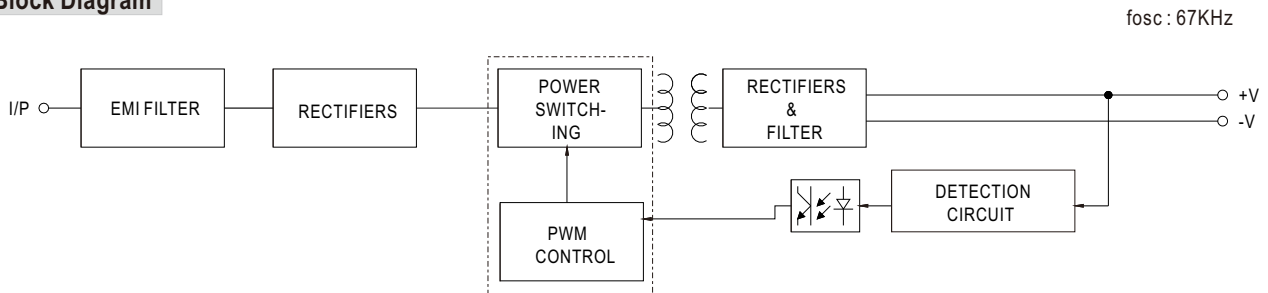 Block Diagram
fosc : 67KHz
I/P
EMI FILTER
RECTIFIERS
POWER
SWITCH-
ING
RECTIFIERS
&
FILTER
+V
-V
DETECTION
CIRCUIT
PWM
CONTROL